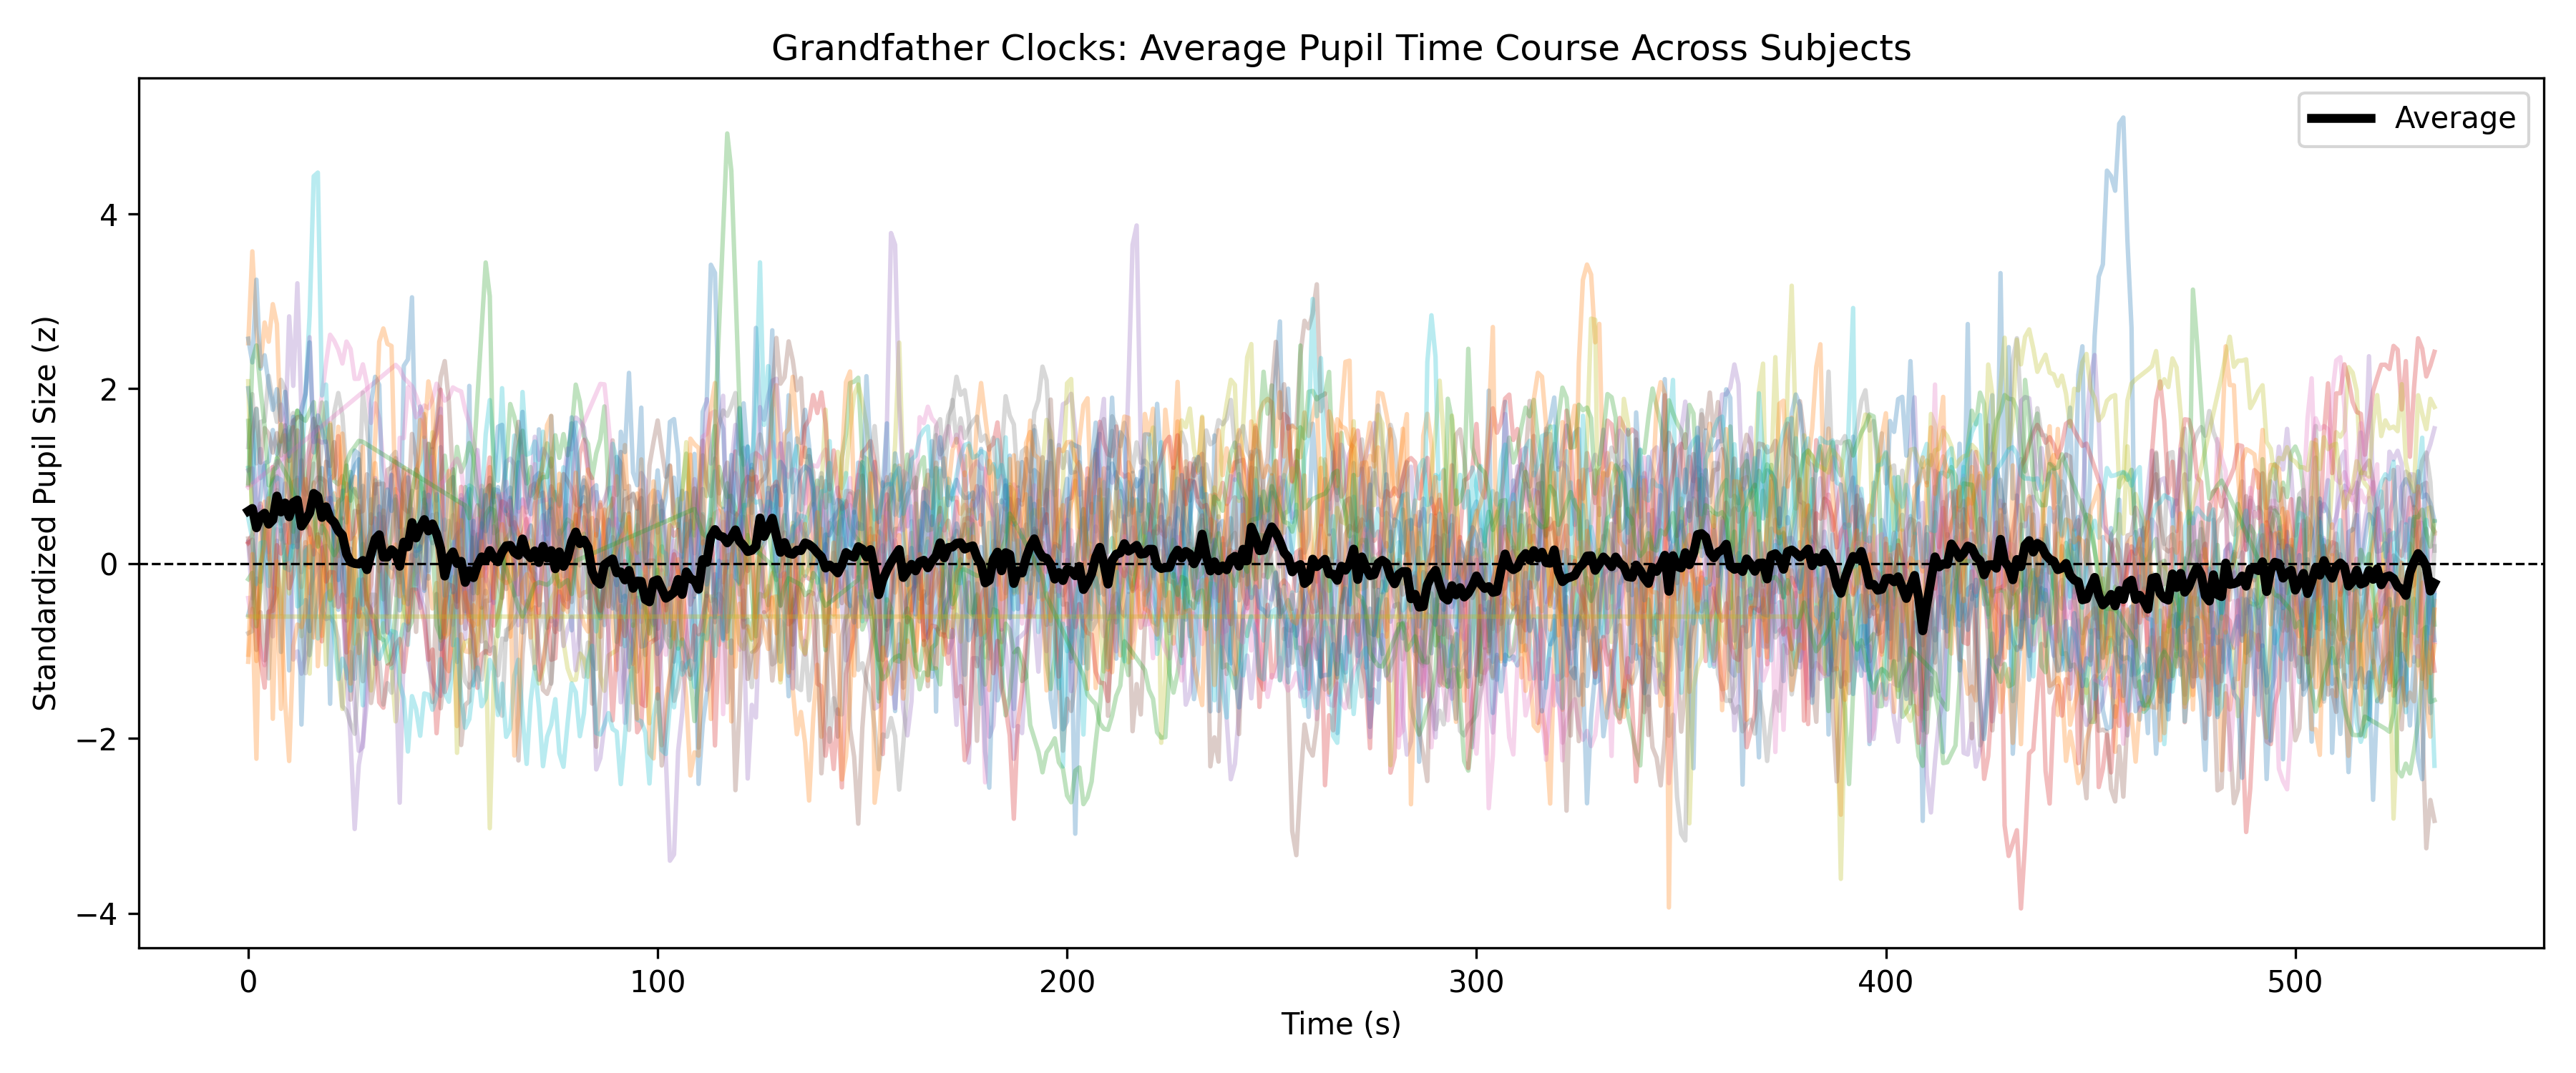 Grandfather Clocks: Average Pupil Time Course Across Subjects
Average
Standardized Pupil Size (z)
4
2
0
−2
−4
0
100
200
300
400
500
Time (s)